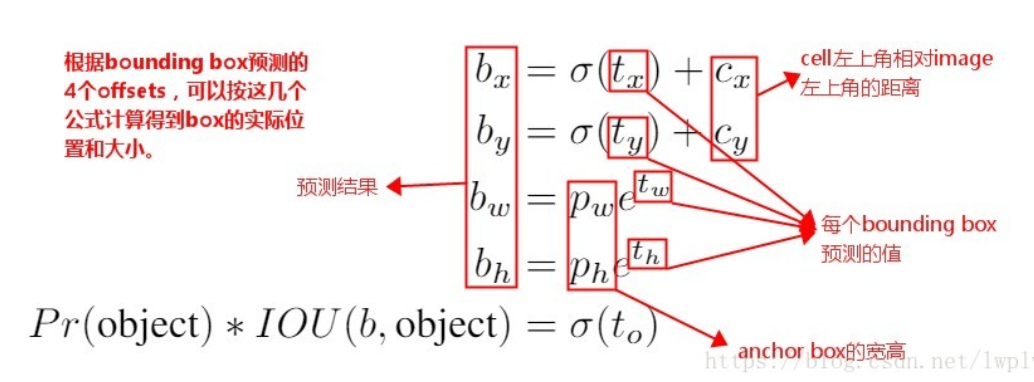 根据bounding box预测的
4个offsets，可以按这几个
公式计算得到box的实际位
置和大小。
b_x = σ(t_x) + c_x
cell左上角相对image
左上角的距离
b_y = σ(t_y) + c_y
预测结果
b_w = p_w e^{t_w}
每个bounding box
预测的值
b_h = p_h e^{t_h}
Pr(object) ∗ IOU(b, object) = σ(t_o)
anchor box的宽高
https://blog.csdn.net/lwplw